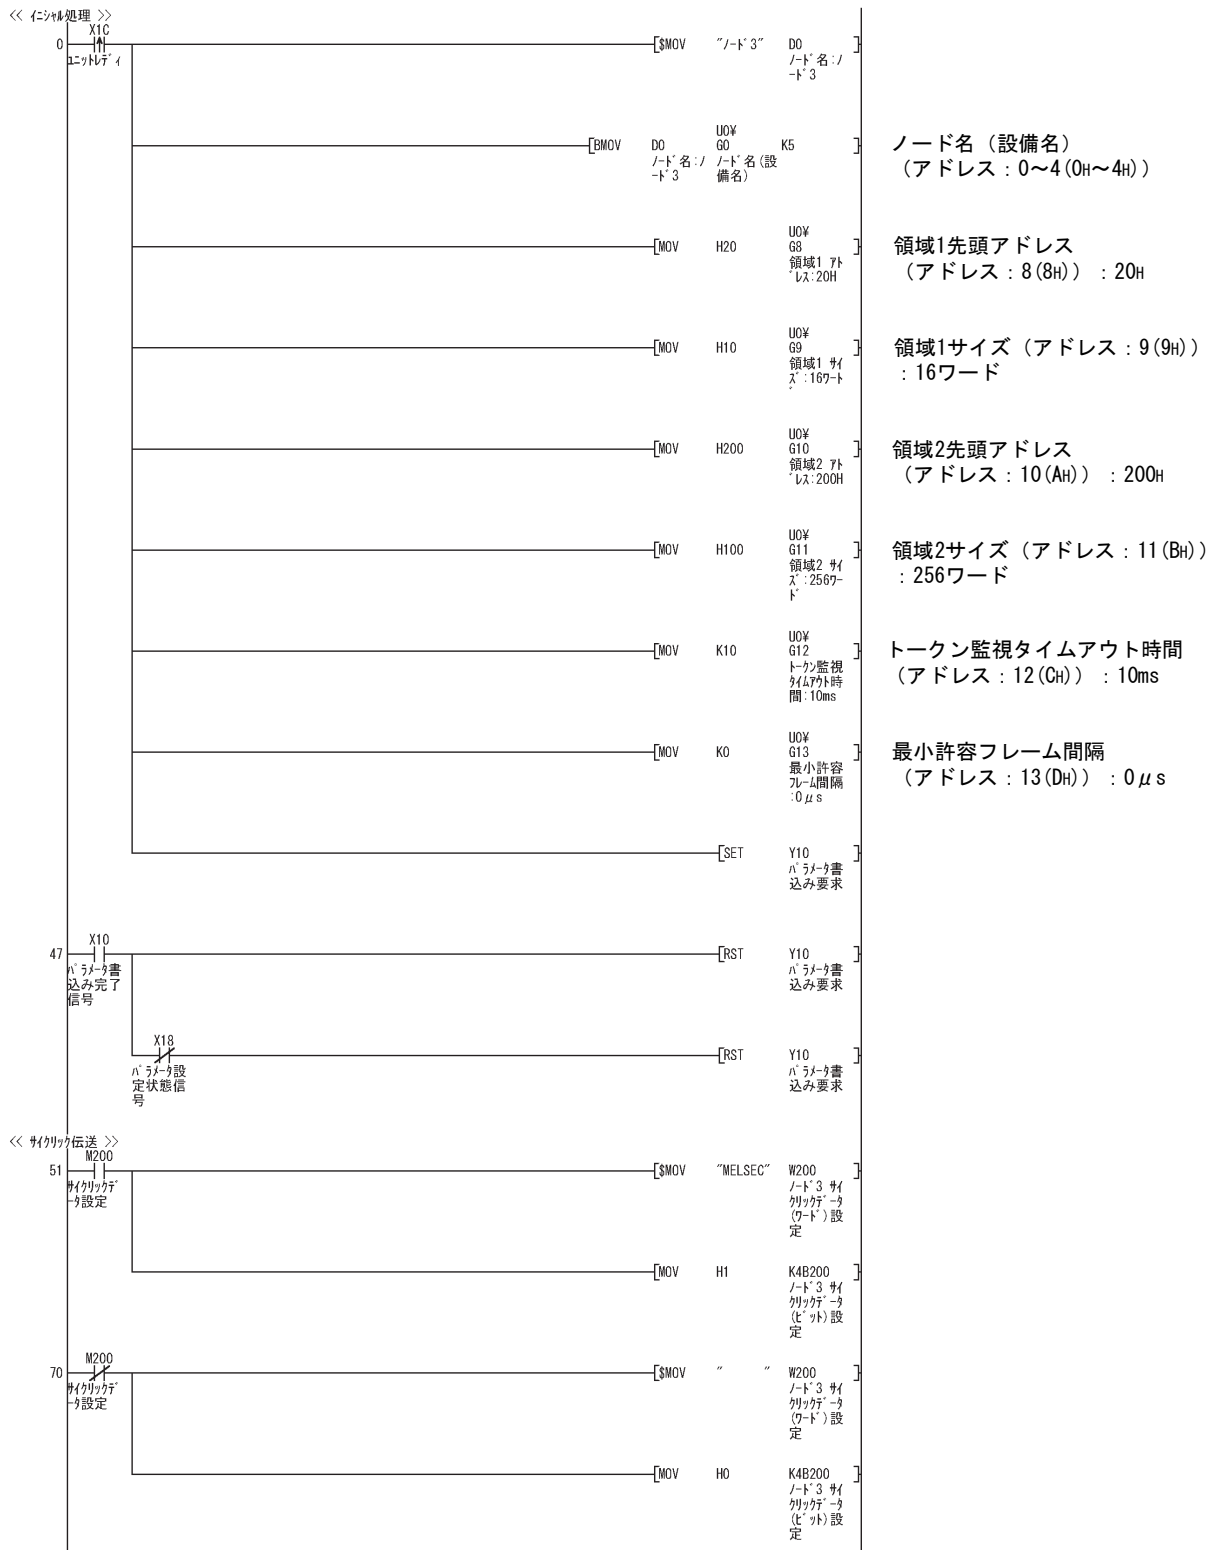 << ｲﾆｼｬﾙ処理 >>
X1C
0
ﾕﾆｯﾄﾚﾃﾞｨ
$MOV "ﾉｰﾄﾞ3" D0
ﾉｰﾄﾞ名:ﾉ
ｰﾄﾞ3
U0¥
BMOV D0 G0 K5
ﾉｰﾄﾞ名:ﾉ ﾉｰﾄﾞ名(設
ｰﾄﾞ3 備名)
ノード名（設備名）
（アドレス：0～4(0H～4H)）
U0¥
MOV H20 G8
領域1 ｱﾄ
ﾞﾚｽ:20H
領域1先頭アドレス
（アドレス：8(8H)）：20H
U0¥
MOV H10 G9
領域1 ｻｲ
ｽﾞ:16ﾜｰﾄ
ﾞ
領域1サイズ（アドレス：9(9H)）
：16ワード
U0¥
MOV H200 G10
領域2 ｱﾄ
ﾞﾚｽ:200H
領域2先頭アドレス
（アドレス：10(AH)）：200H
U0¥
MOV H100 G11
領域2 ｻｲ
ｽﾞ:256ﾜｰ
ﾄﾞ
領域2サイズ（アドレス：11(BH)）
：256ワード
U0¥
MOV K10 G12
ﾄｰｸﾝ監視
ﾀｲﾑｱｳﾄ時
間:10ms
トークン監視タイムアウト時間
（アドレス：12(CH)）：10ms
U0¥
MOV K0 G13
最小許容
ﾌﾚｰﾑ間隔
:0μs
最小許容フレーム間隔
（アドレス：13(DH)）：0μs
SET Y10
ﾊﾟﾗﾒｰﾀ書
込み要求
X10
47
ﾊﾟﾗﾒｰﾀ書
込み完了
信号
RST Y10
ﾊﾟﾗﾒｰﾀ書
込み要求
X18
ﾊﾟﾗﾒｰﾀ設
定状態信
号
RST Y10
ﾊﾟﾗﾒｰﾀ書
込み要求
<< ｻｲｸﾘｯｸ伝送 >>
M200
51
ｻｲｸﾘｯｸﾃﾞ
ｰﾀ設定
$MOV "MELSEC" W200
ﾉｰﾄﾞ3 ｻｲ
ｸﾘｯｸﾃﾞｰﾀ
(ﾜｰﾄﾞ)設
定
MOV H1 K4B200
ﾉｰﾄﾞ3 ｻｲ
ｸﾘｯｸﾃﾞｰﾀ
(ﾋﾞｯﾄ)設
定
M200
70
ｻｲｸﾘｯｸﾃﾞ
ｰﾀ設定
$MOV "      " W200
ﾉｰﾄﾞ3 ｻｲ
ｸﾘｯｸﾃﾞｰﾀ
(ﾜｰﾄﾞ)設
定
MOV H0 K4B200
ﾉｰﾄﾞ3 ｻｲ
ｸﾘｯｸﾃﾞｰﾀ
(ﾋﾞｯﾄ)設
定